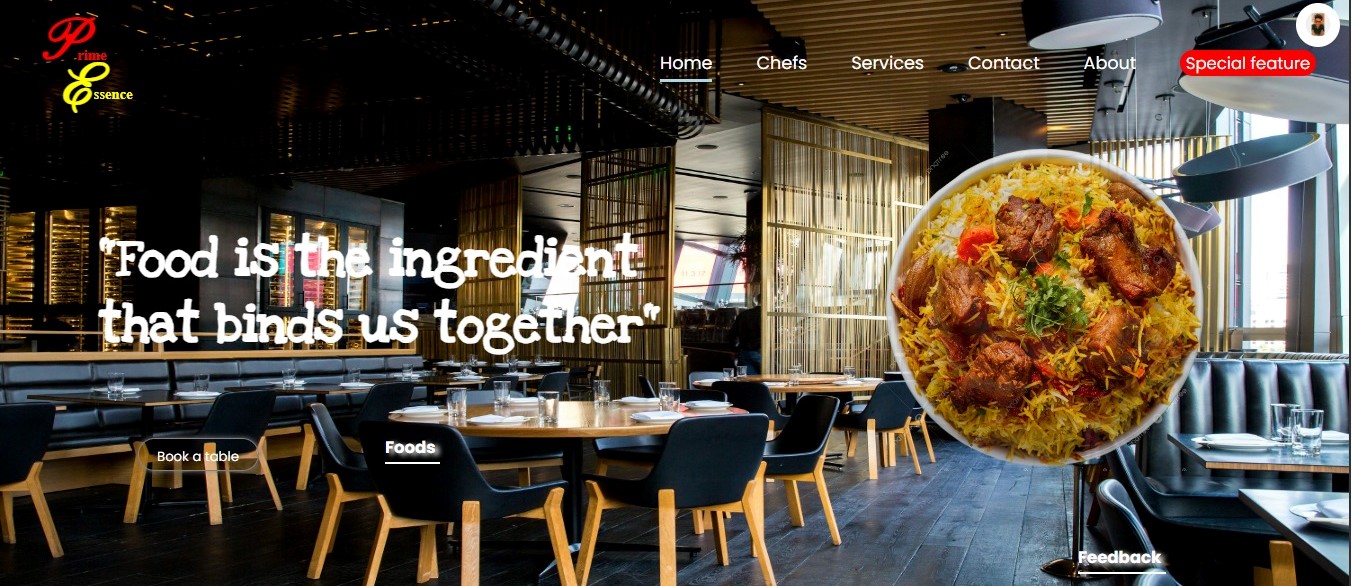 Prime
Essence
Home Chefs Services Contact About Special feature
"Food is the ingredient
that binds us together"
Book a table
Foods
Feedback